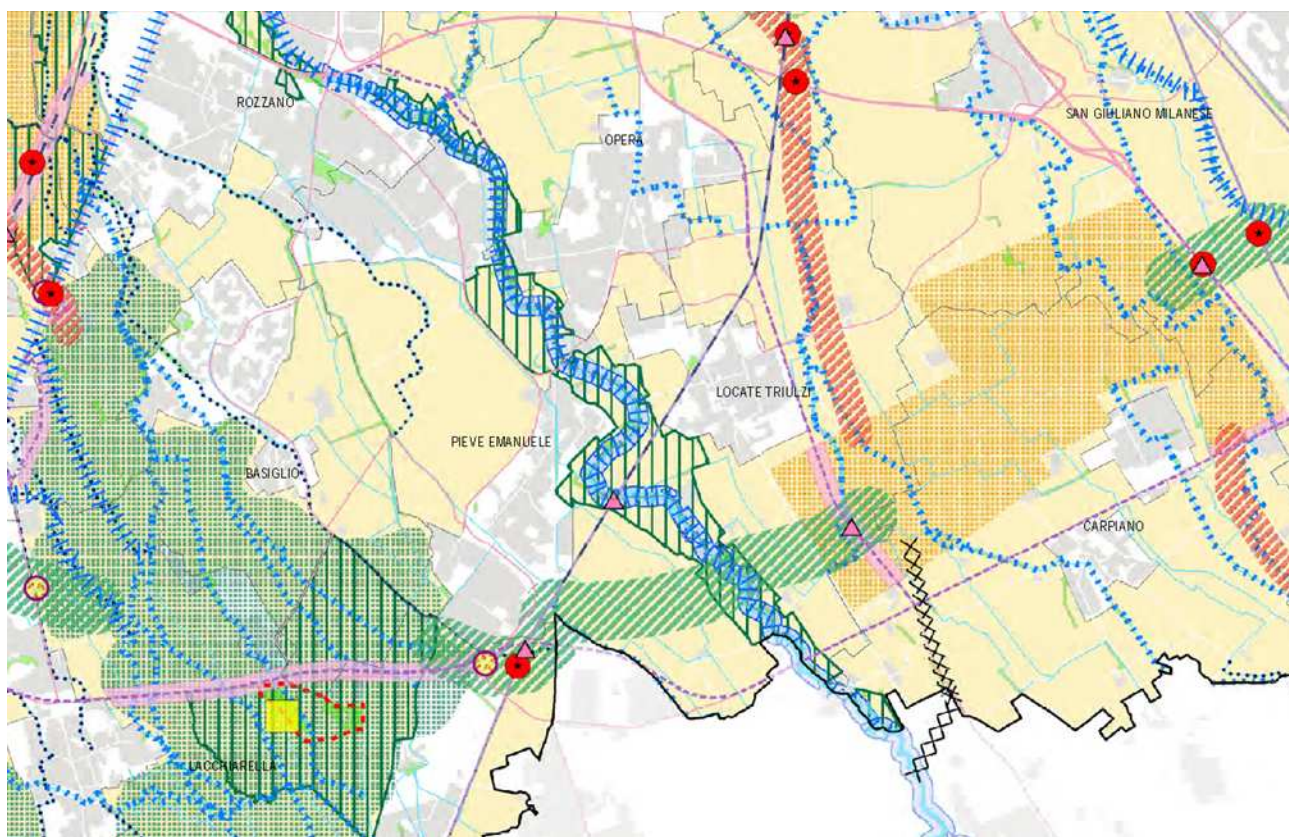 ROZZANO
SAN GIULIANO MILANESE
OPERA
LOCATE TRIULZI
PIEVE EMANUELE
BASIGLIO
CARPIANO
LACCHIARELLA